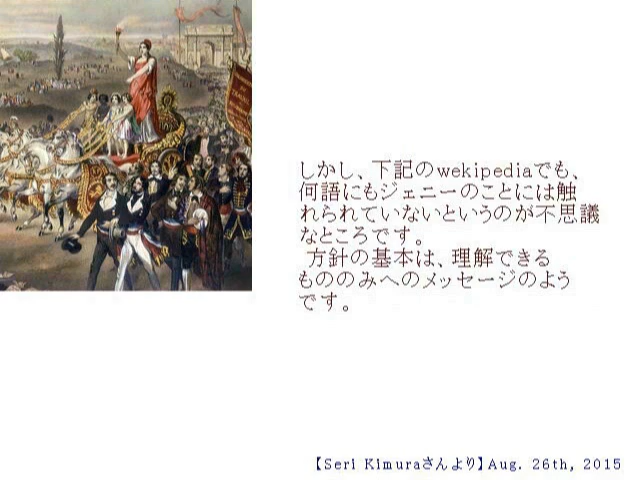 しかし、下記のwekipediaでも、
何語にもジェニーのことには触
れられていないというのが不思議
なところです。
方針の基本は、理解できる
もののみへのメッセージのよう
です。
【Seri Kimuraさんより】Aug. 26th, 2015